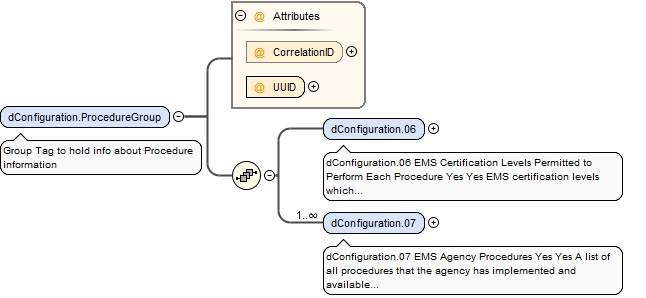 @ Attributes
@ CorrelationID
@ UUID
dConfiguration.ProcedureGroup
Group Tag to hold info about Procedure
information
dConfiguration.06
dConfiguration.06 EMS Certification Levels Permitted to
Perform Each Procedure Yes Yes EMS certification levels
which...
1..∞
dConfiguration.07
dConfiguration.07 EMS Agency Procedures Yes Yes A list of
all procedures that the agency has implemented and
available...